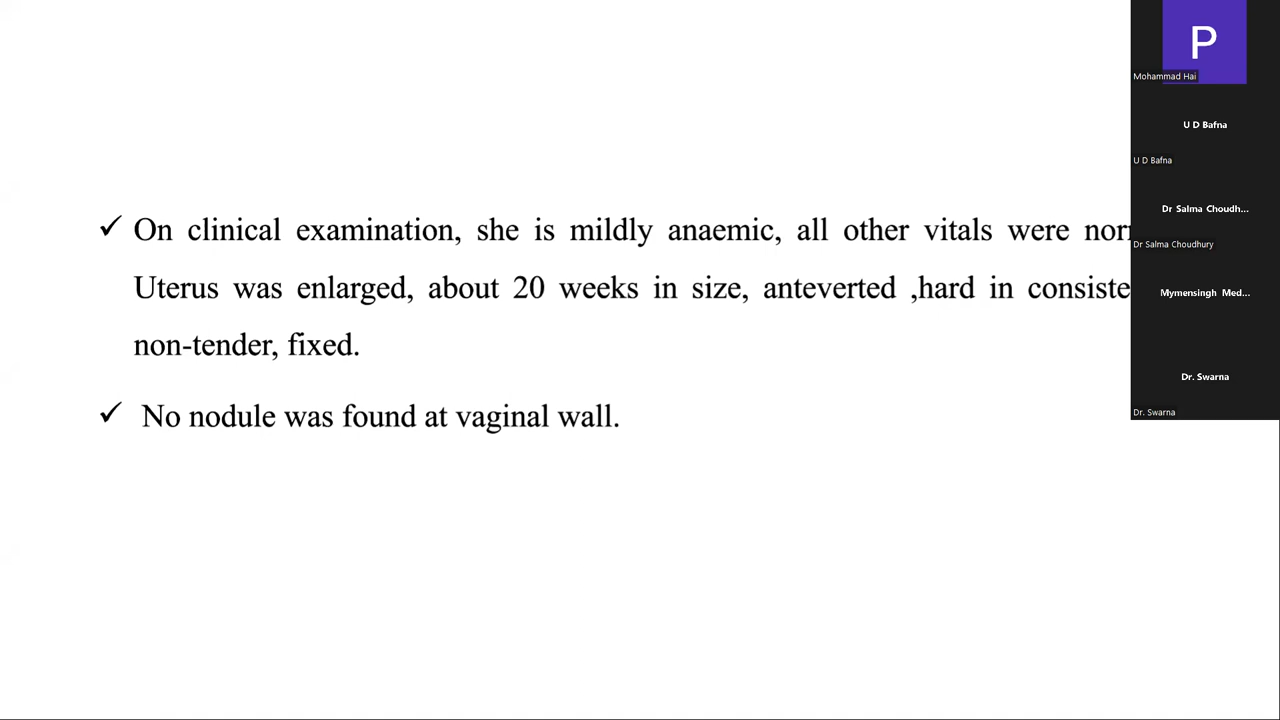 ✓ On clinical examination, she is mildly anaemic, all other vitals were
Uterus was enlarged, about 20 weeks in size, anteverted ,hard in
non-tender, fixed.
✓ No nodule was found at vaginal wall.
P
Mohammad Hai
U D Bafna
U D Bafna
Dr Salma Choudh...
Dr Salma Choudhury
Mymensingh Med...
Dr. Swarna
Dr. Swarna